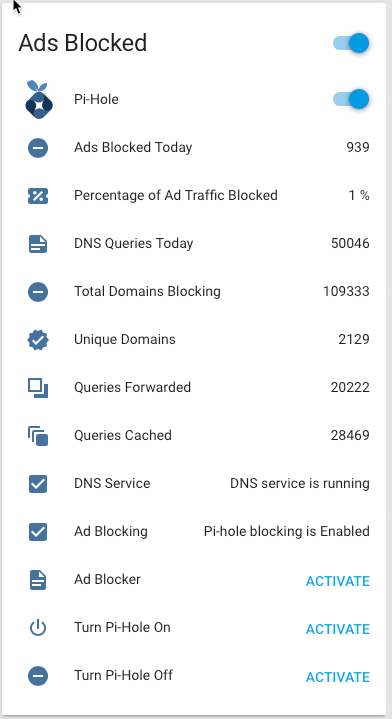 Ads Blocked
Pi-Hole
Ads Blocked Today 939
Percentage of Ad Traffic Blocked 1 %
DNS Queries Today 50046
Total Domains Blocking 109333
Unique Domains 2129
Queries Forwarded 20222
Queries Cached 28469
DNS Service DNS service is running
Ad Blocking Pi-hole blocking is Enabled
Ad Blocker ACTIVATE
Turn Pi-Hole On ACTIVATE
Turn Pi-Hole Off ACTIVATE